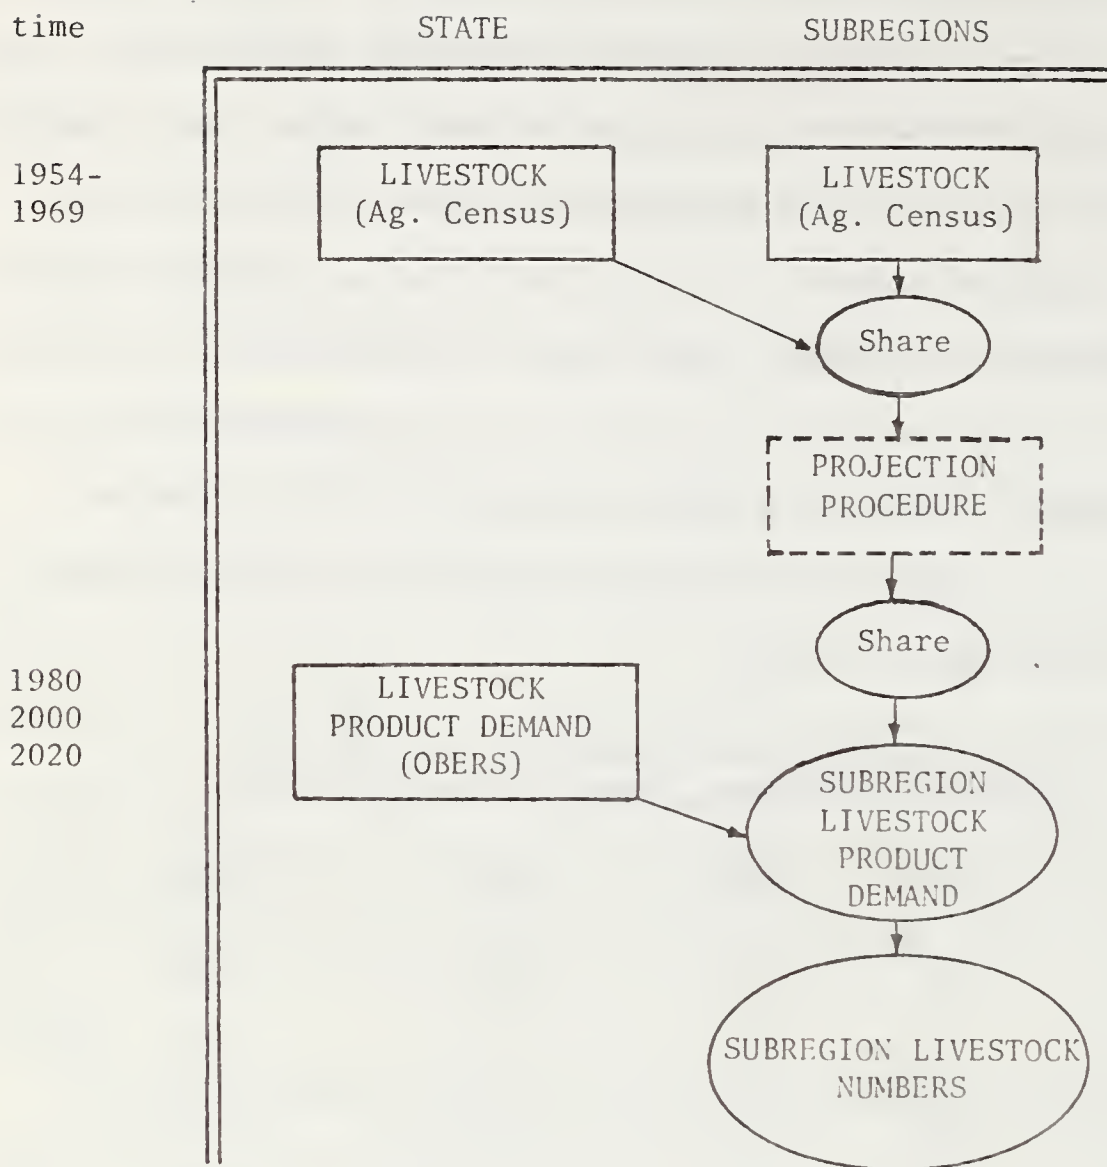 time STATE SUBREGIONS
1954-
1969
LIVESTOCK
(Ag. Census)
LIVESTOCK
(Ag. Census)
Share
PROJECTION
PROCEDURE
Share
1980
2000
2020
LIVESTOCK
PRODUCT DEMAND
(OBERS)
SUBREGION
LIVESTOCK
PRODUCT
DEMAND
SUBREGION LIVESTOCK
NUMBERS